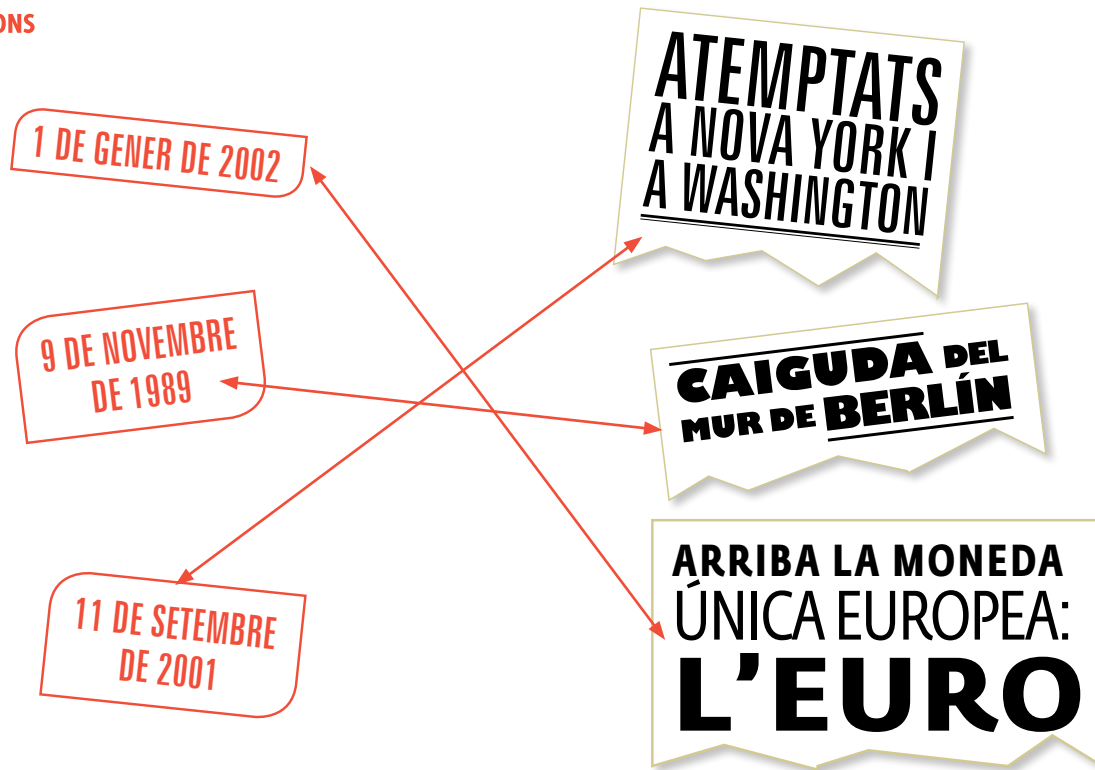 1 DE GENER DE 2002
9 DE NOVEMBRE
DE 1989
11 DE SETEMBRE
DE 2001
ATEMPTATS
A NOVA YORK I
A WASHINGTON
CAIGUDA DEL
MUR DE BERLÍN
ARRIBA LA MONEDA
ÚNICA EUROPEA:
L'EURO